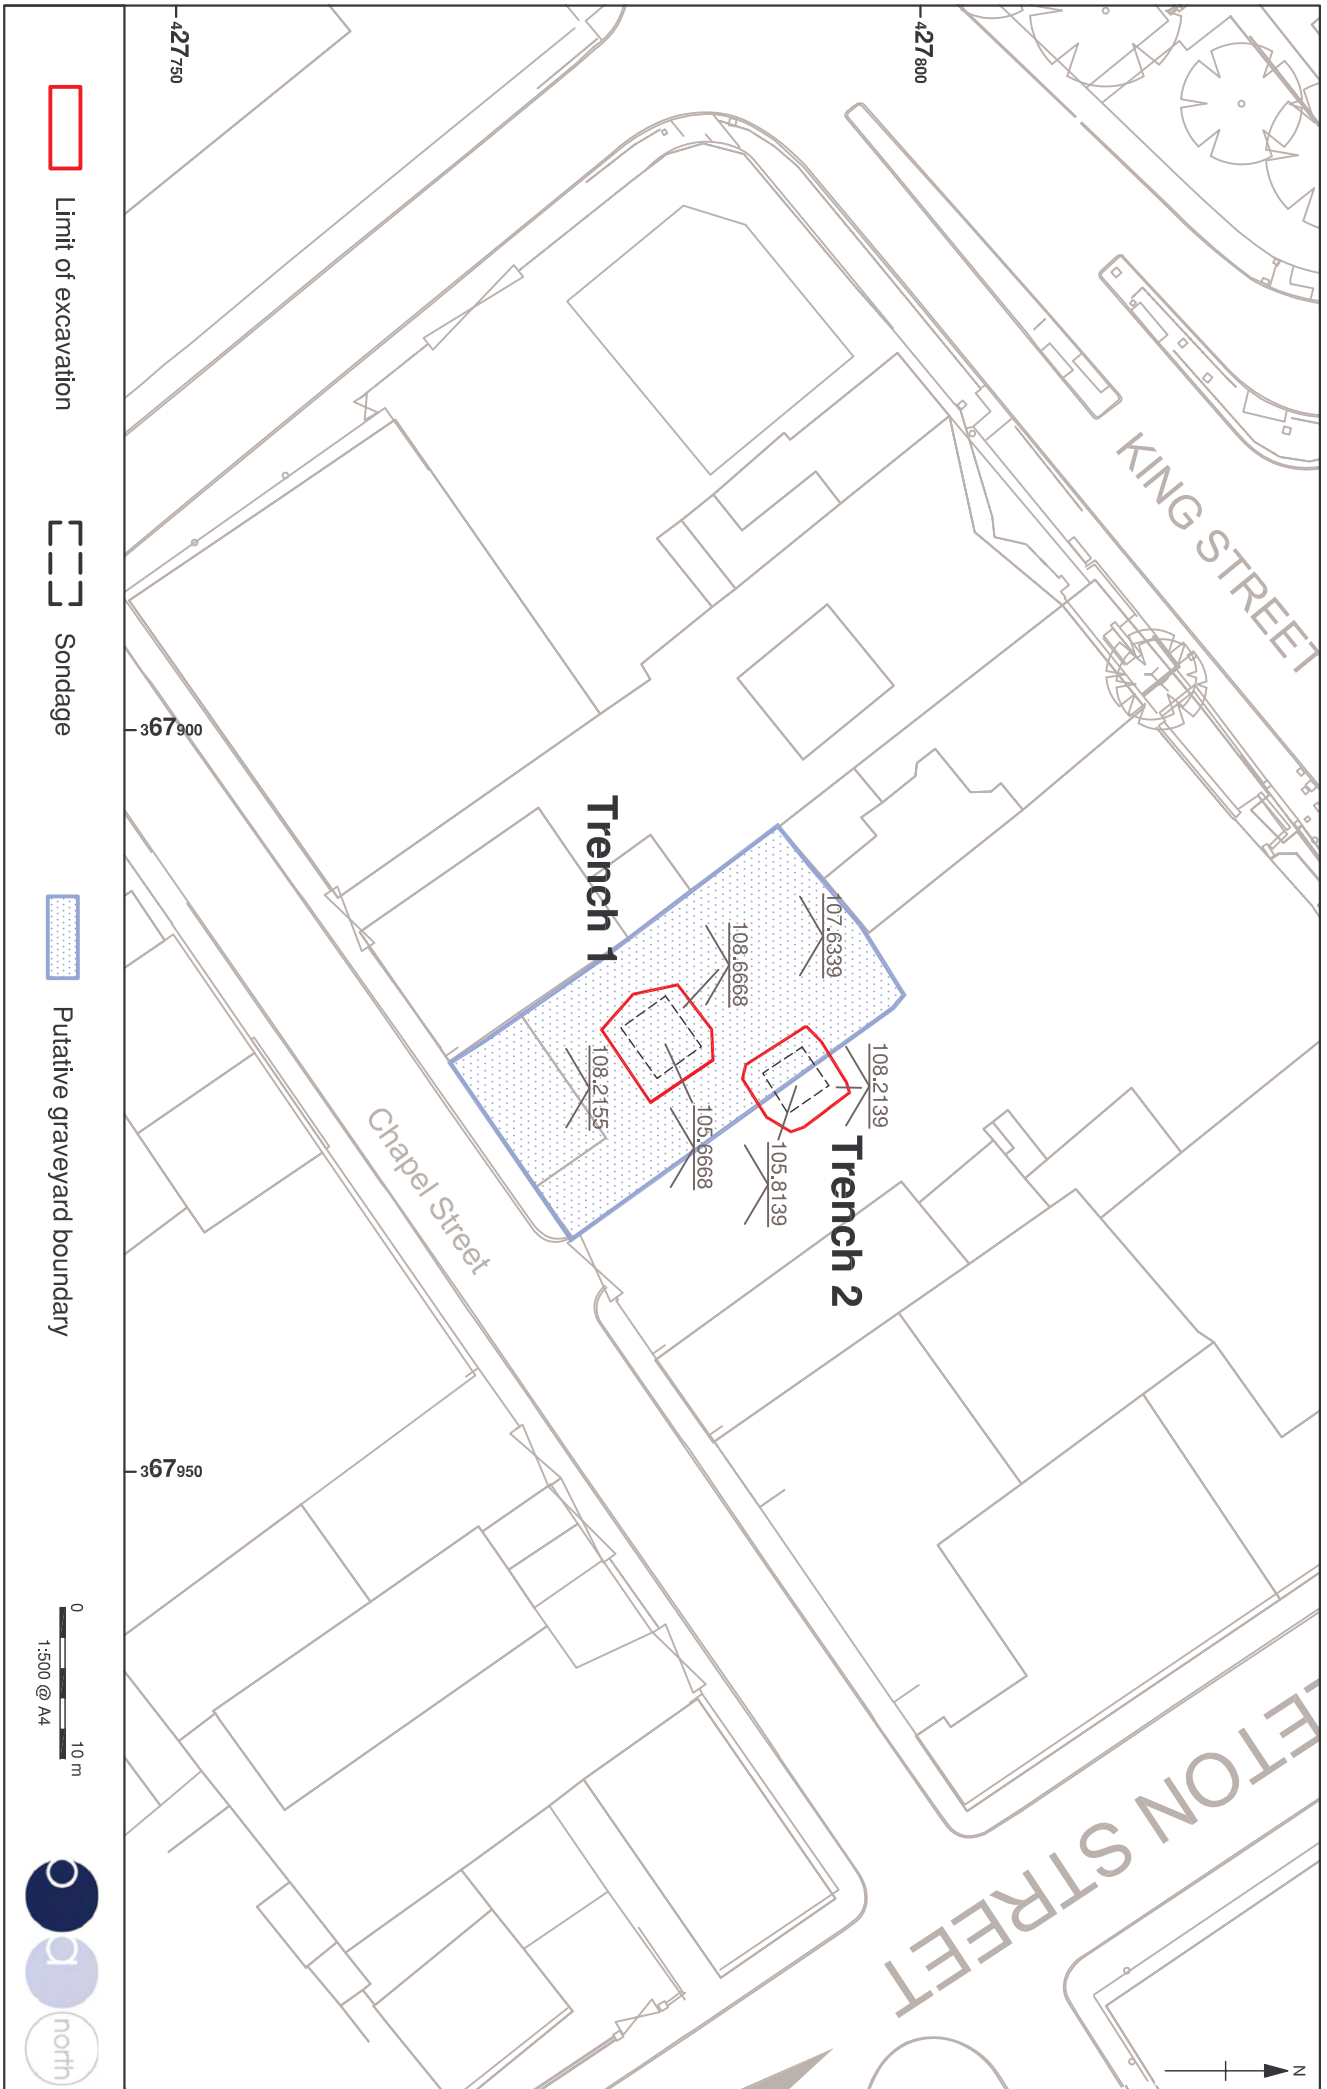 427800
427750
KING STREET
Trench 1
107.6339
108.6668
108.2139
108.2155
105.6668
105.8139
Trench 2
Chapel Street
ETON STREET
367900
367950
N
Limit of excavation
Sondage
Putative graveyard boundary
0
10 m
1:500 @ A4
oa north